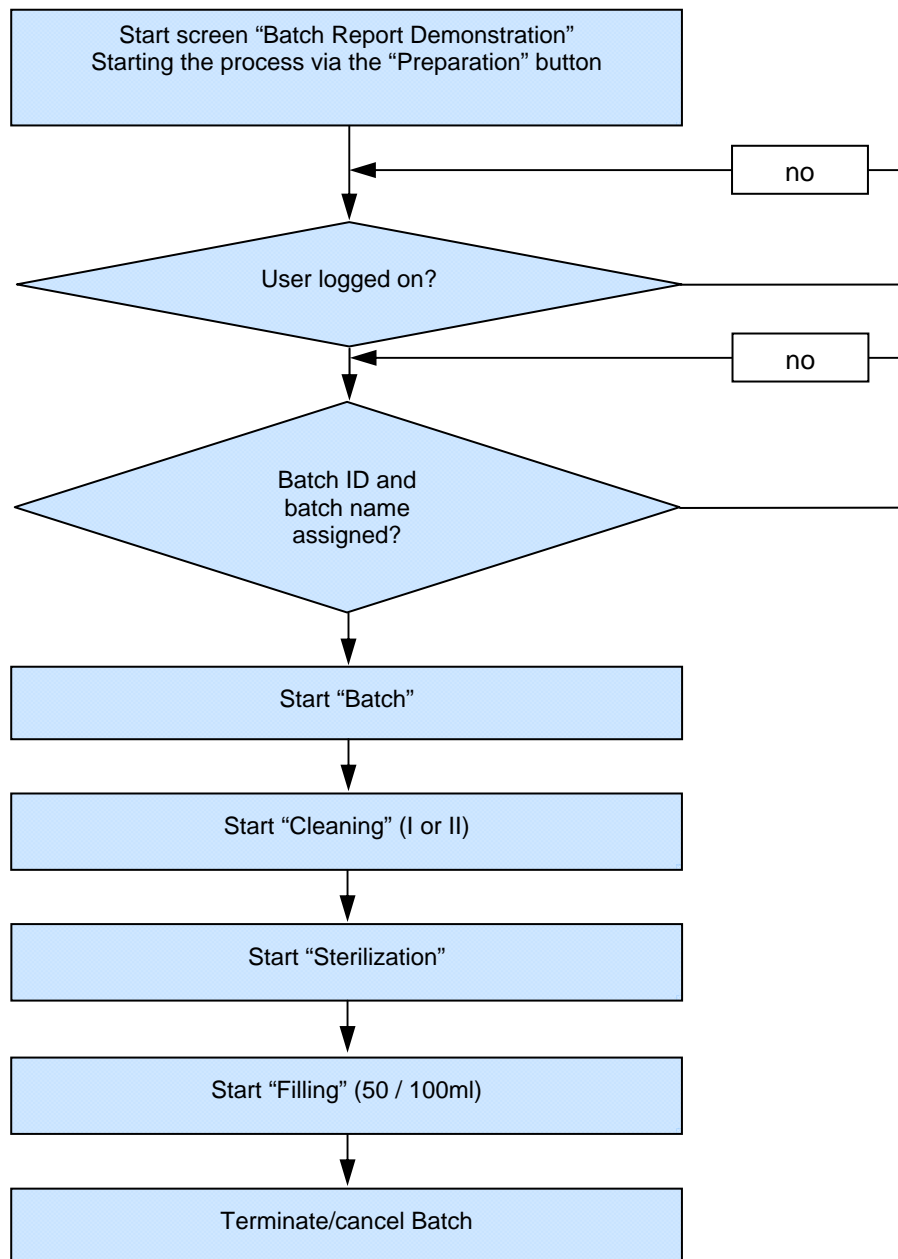 Start screen “Batch Report Demonstration”
Starting the process via the “Preparation” button
no
User logged on?
no
Batch ID and
batch name
assigned?
Start “Batch”
Start “Cleaning” (I or II)
Start “Sterilization”
Start “Filling” (50 / 100ml)
Terminate/cancel Batch